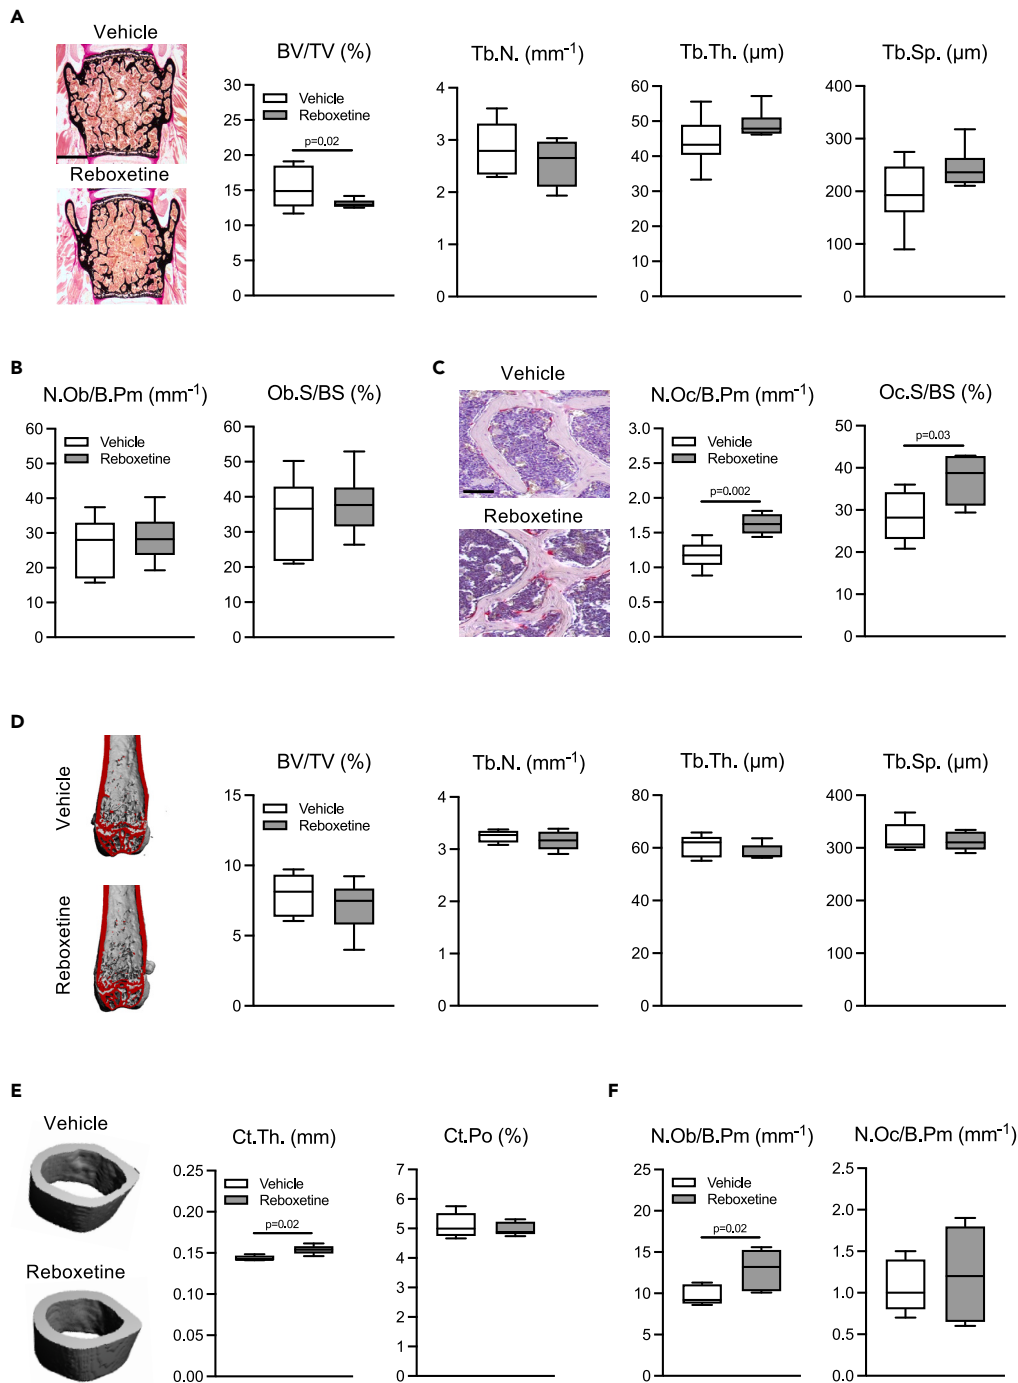 A
Vehicle
Reboxetine
BV/TV (%)
30
25
20
15
10
5
0
Vehicle
Reboxetine
p=0.02
Tb.N. (mm⁻¹)
4
3
2
1
0
Tb.Th. (µm)
60
50
40
30
20
10
0
Tb.Sp. (µm)
400
300
200
100
0
B
N.Ob/B.Pm (mm⁻¹)
60
50
40
30
20
10
0
Vehicle
Reboxetine
Ob.S/BS (%)
60
50
40
30
20
10
0
C
Vehicle
Reboxetine
N.Oc/B.Pm (mm⁻¹)
3.0
2.5
2.0
1.5
1.0
0.5
0.0
Vehicle
Reboxetine
p=0.002
Oc.S/BS (%)
50
40
30
20
10
0
p=0.03
D
Vehicle
Reboxetine
BV/TV (%)
15
10
5
0
Vehicle
Reboxetine
Tb.N. (mm⁻¹)
4
3
2
1
0
Tb.Th. (µm)
80
60
40
20
0
Tb.Sp. (µm)
400
300
200
100
0
E
Vehicle
Reboxetine
Ct.Th. (mm)
0.25
0.20
0.15
0.10
0.05
0.00
Vehicle
Reboxetine
p=0.02
Ct.Po (%)
7
6
5
4
3
2
1
0
F
N.Ob/B.Pm (mm⁻¹)
25
20
15
10
5
0
Vehicle
Reboxetine
p=0.02
N.Oc/B.Pm (mm⁻¹)
2.5
2.0
1.5
1.0
0.5
0.0